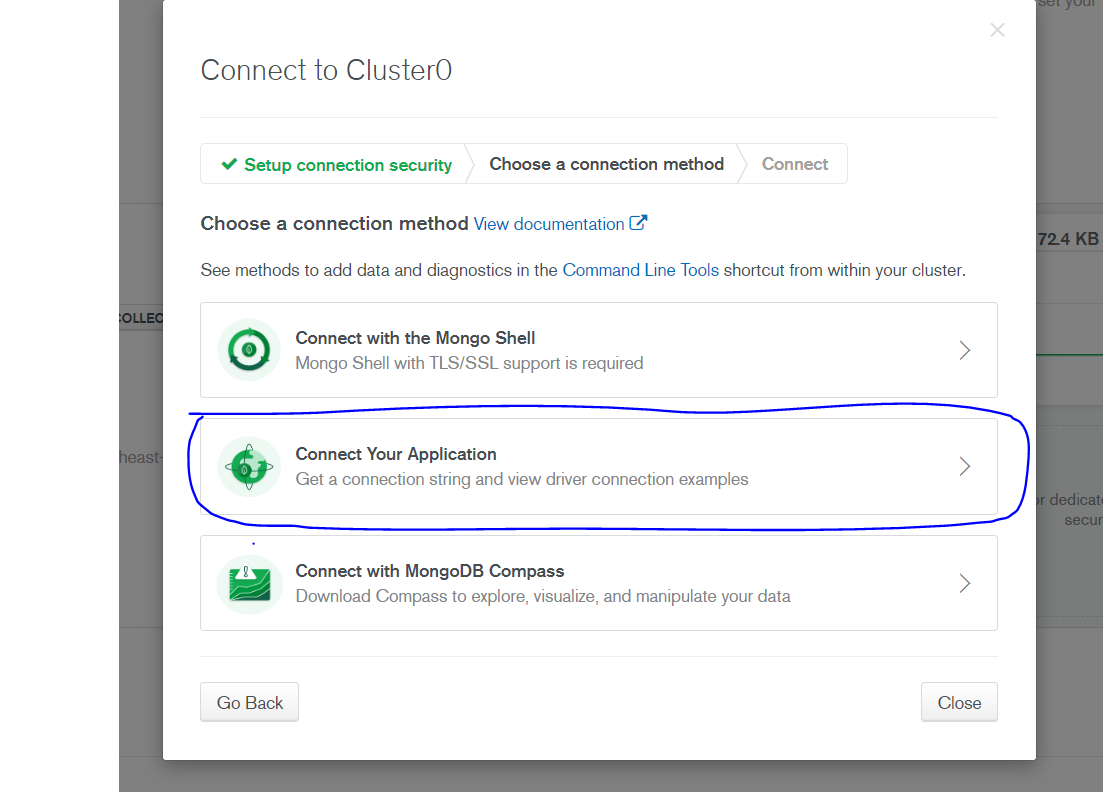 set your
Connect to Cluster0
Setup connection security
Choose a connection method
Connect
Choose a connection method View documentation
72.4 KB
See methods to add data and diagnostics in the Command Line Tools shortcut from within your cluster.
COLLEC
Connect with the Mongo Shell
Mongo Shell with TLS/SSL support is required
Connect Your Application
heast-
Get a connection string and view driver connection examples
or dedicate
secur
Connect with MongoDB Compass
Download Compass to explore, visualize, and manipulate your data
Go Back
Close